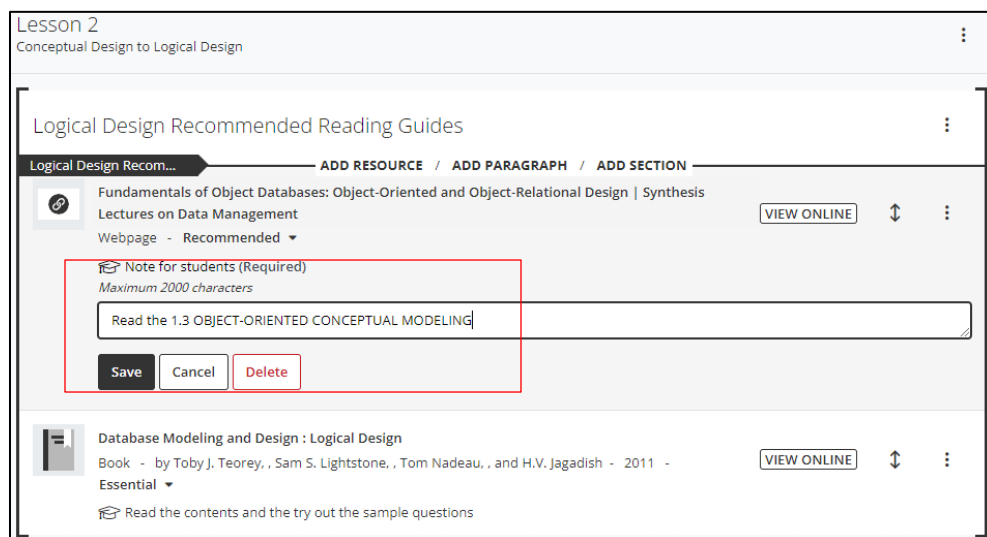 Lesson 2
Conceptual Design to Logical Design
Logical Design Recommended Reading Guides
Logical Design Recom...
ADD RESOURCE / ADD PARAGRAPH / ADD SECTION
Fundamentals of Object Databases: Object-Oriented and Object-Relational Design | Synthesis
Lectures on Data Management
VIEW ONLINE
Webpage - Recommended
Note for students (Required)
Maximum 2000 characters
Read the 1.3 OBJECT-ORIENTED CONCEPTUAL MODELING
Save Cancel Delete
Database Modeling and Design : Logical Design
Book - by Toby J. Teorey, , Sam S. Lightstone, , Tom Nadeau, , and H.V. Jagadish - 2011 -
VIEW ONLINE
Essential
Read the contents and the try out the sample questions